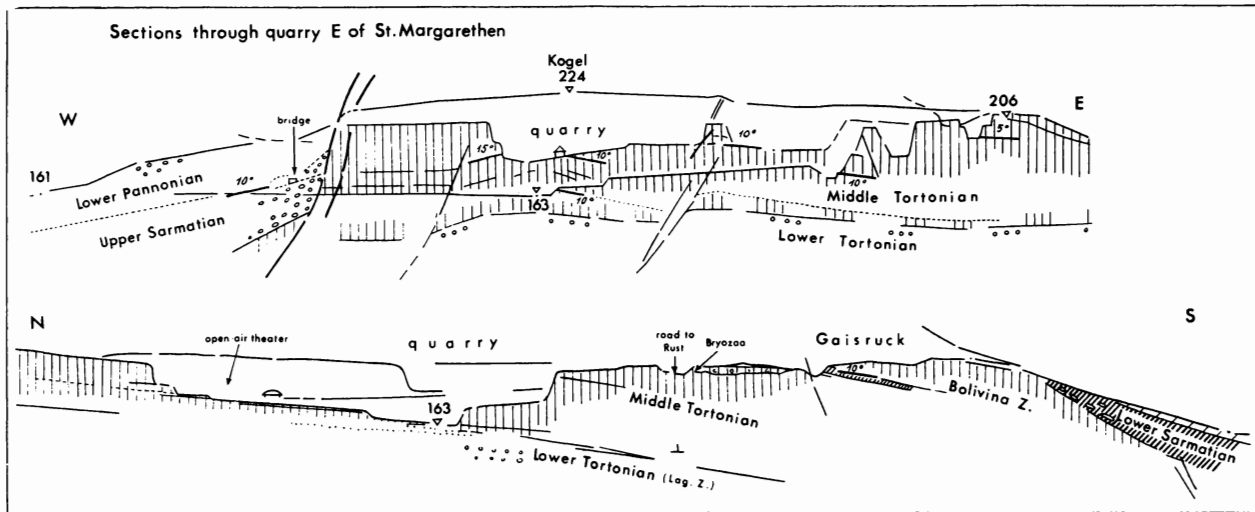 Sections through quarry E of St. Margarethen
Kogel
224
W
bridge
quarry
206
E
161
10°
15°
10°
10°
5°
10°
10°
163
Lower Pannonian
Upper Sarmation
Middle Tortonian
Lower Tortonian
N
S
open air theater
quarry
road to
Rust
Bryozoa
Gaisruck
10°
163
Middle Tortonian
Bolivina Z.
Lower Sarmatian
Lower Tortonian (Lag. Z.)